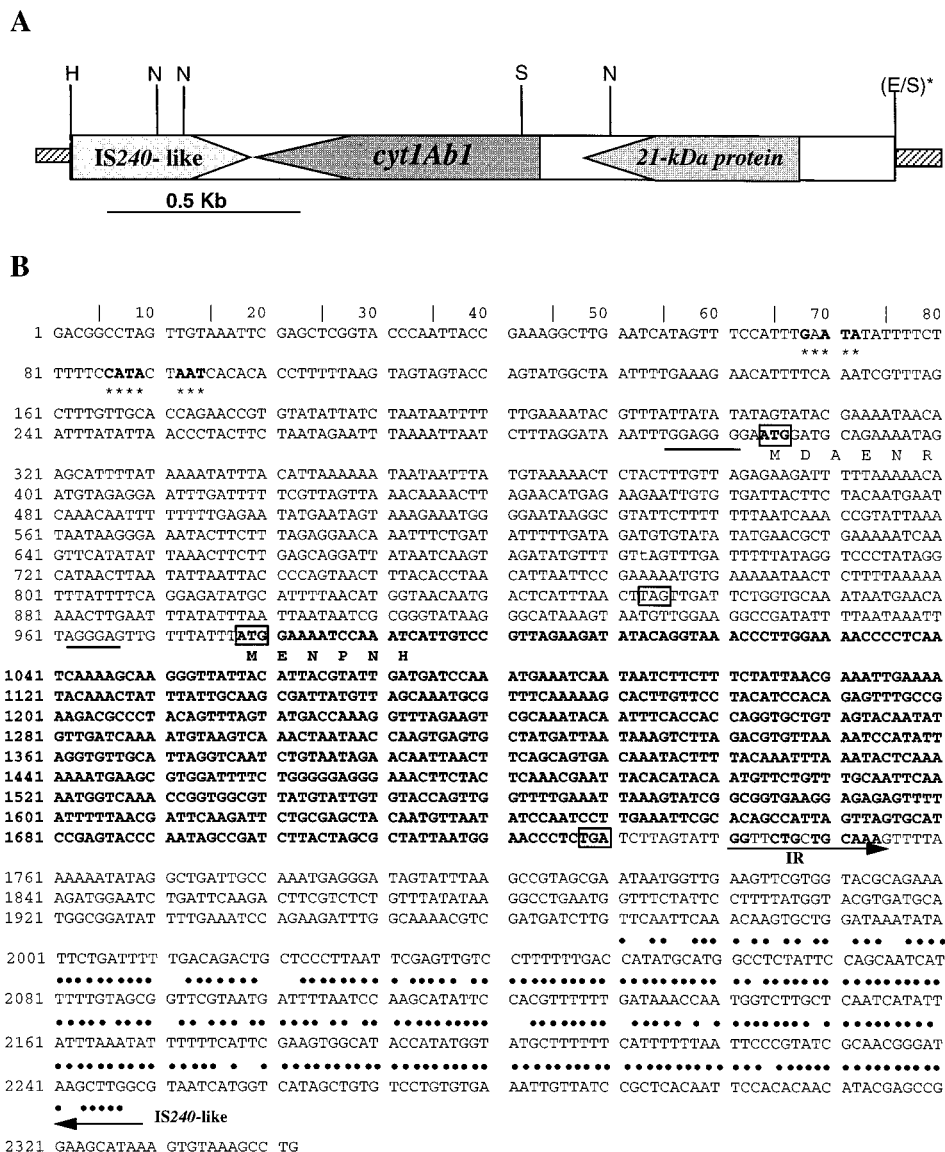 A
H N N S N (E/S)*
IS240- like cyt1Ab1 21-kDa protein
0.5 Kb
B
| 10 | 20 | 30 | 40 | 50 | 60 | 70 | 80
1 GACGGCCTAG TTGTAAATTC GAGCTCGGTA CCCAATTACC GAAAGGCTTG AATCATAGTT TCCATTTGAA TATATTTTCT
*** **
81 TTTTCCATAC TAATCACACA CCTTTTTAAG TAGTAGTACC AGTATGGCTA ATTTTGAAAG AACATTTTCA AATCGTTTAG
**** ***
161 CTTTGTTGCA CCAGAACCGT GTATATTATC TAATAATTTT TTGAAAATAC GTTTATTATA TATAGTATAC GAAAATAACA
241 ATTTATATTA ACCCTACTTC TAATAGAATT TAAAATTAAT CTTTAGGATA AATTTGGAGG GGAATGGATG CAGAAAATAG
M D A E N R
321 AGCATTTTAT AAAATATTTA CATTAAAAAA TAATAATTTA TGTAAAAACT CTACTTTGTT AGAGAAGATT TTTAAAAACA
401 ATGTAGAGGA ATTTGATTTT TCGTTAGTTA AACAAAACTT AGAACATGAG AAGAATTGTG TGATTACTTC TACAATGAAT
481 CAAACAATTT TTTTTGAGAA TATGAATAGT AAAGAAATGG GGAATAAGGC GTATTCTTTT TTTAATCAAA CCGTATTAAA
561 TAATAAGGGA AATACTTCTT TAGAGGAACA AATTTCTGAT ATTTTTGATA GATGTGTATA TATGAACGCT GAAAAATCAA
641 GTTCATATAT TAAACTTCTT GAGCAGGATT ATAATCAAGT AGATATGTTT GTtAGTTTGA TTTTTATAGG TCCCTATAGG
721 CATAACTTAA TATTAATTAC CCCAGTAACT TTACACCTAA CATTAATTCC GAAAAATGTG AAAAATAACT CTTTTAAAAA
801 TTTATTTTCA GGAGATATGC ATTTTAACAT GGTAACAATG ACTCATTTAA CTTAGTTGAT TCTGGTGCAA ATAATGAACA
881 AAACTTGAAT TTATATTTAA TTAATAATCG CGGGTATAAG GGCATAAAGT AATGTTGGAA GGCCGATATT TTAATAAATT
961 TAGGGAGTTG TTTATTTATG GAAAATCCAA ATCATTGTCC GTTAGAAGAT ATACAGGTAA ACCCTTGGAA AACCCCTCAA
M E N P N H
1041 TCAAAAGCAA GGGTTATTAC ATTACGTATT GATGATCCAA ATGAAATCAA TAATCTTCTT TCTATTAACG AAATTGAAAA
1121 TACAAACTAT TTATTGCAAG CGATTATGTT AGCAAATGCG TTTCAAAAAG CACTTGTTCC TACATCCACA GAGTTTGCCG
1201 AAGACGCCCT ACAGTTTAGT ATGACCAAAG GTTTAGAAGT CGCAAATACA ATTTCACCAC CAGGTGCTGT AGTACAATAT
1281 GTTGATCAAA ATGTAAGTCA AACTAATAAC CAAGTGAGTG CTATGATTAA TAAAGTCTTA GACGTGTTAA AATCCATATT
1361 AGGTGTTGCA TTAGGTCAAT CTGTAATAGA ACAATTAACT TCAGCAGTGA CAAATACTTT TACAAATTTA AATACTCAAA
1441 AAAATGAAGC GTGGATTTTC TGGGGGAGGG AAACTTCTAC TCAAACGAAT TACACATACA ATGTTCTGTT TGCAATTCAA
1521 AATGGTCAAA CCGGTGGCGT TATGTATTGT GTACCAGTTG GTTTTGAAAT TAAAGTATCG GCGGTGAAGG AGAGAGTTTT
1601 ATTTTTAACG ATTCAAGATT CTGCGAGCTA CAATGTTAAT ATCCAATCCT TGAAATTCGC ACAGCCATTA GTTAGTGCAT
1681 CCGAGTACCC AATAGCCGAT CTTACTAGCG CTATTAATGG AACCCTCTGA TCTTAGTATT GGTTCTGCTG CAAAGTTTTA
IR
1761 AAAAATATAG GCTGATTGCC AAATGAGGGA TAGTATTTAA GCCGTAGCGA ATAATGGTTG AAGTTCGTGG TACGCAGAAA
1841 AGATGGAATC TGATTCAAGA CTTCGTCTCT GTTTATATAA GGCCTGAATG GTTTCTATTC CTTTTATGGT ACGTGATGCA
1921 TGGCGGATAT TTTGAAATCC AGAAGATTTG GCAAAACGTC GATGATCTTG TTCAATTCAA ACAAGTGCTG GATAAATATA
2001 TTCTGATTTT TGACAGACTG CTCCCTTAAT TCGAGTTGTC CTTTTTTGAC CATATGCATG GCCTCTATTC CAGCAATCAT
2081 TTTTGTAGCG GTTCGTAATG ATTTTAATCC AAGCATATTC CACGTTTTTT GATAAACCAA TGGTCTTGCT CAATCATATT
2161 ATTTAAATAT TTTTTCATTC GAAGTGGCAT ACCATATGGT ATGCTTTTTT CATTTTTTAA TTCCCGTATC GCAACGGGAT
2241 AAGCTTGGCG TAATCATGGT CATAGCTGTG TCCTGTGTGA AATTGTTATC CGCTCACAAT TCCACACAAC ATACGAGCCG
IS240-like
2321 GAAGCATAAA GTGTAAAGCC TG